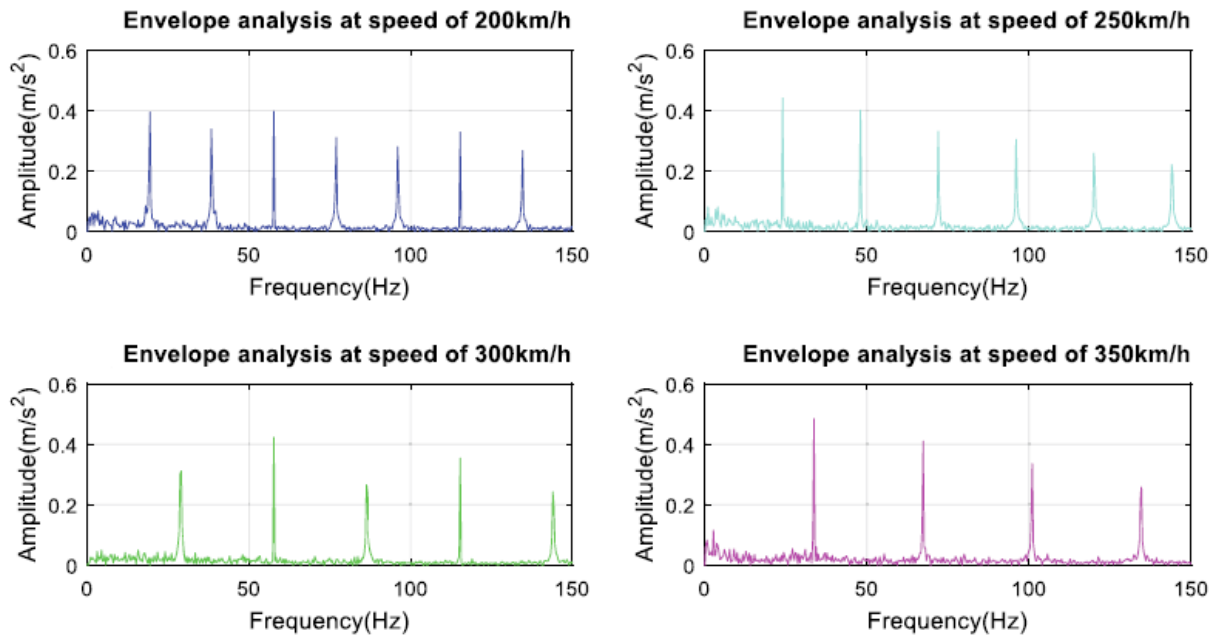 Envelope analysis at speed of 200km/h
Amplitude(m/s²)
0.6
0.4
0.2
0
0
50
100
150
Frequency(Hz)
Envelope analysis at speed of 250km/h
Amplitude(m/s²)
0.6
0.4
0.2
0
0
50
100
150
Frequency(Hz)
Envelope analysis at speed of 300km/h
Amplitude(m/s²)
0.6
0.4
0.2
0
0
50
100
150
Frequency(Hz)
Envelope analysis at speed of 350km/h
Amplitude(m/s²)
0.6
0.4
0.2
0
0
50
100
150
Frequency(Hz)